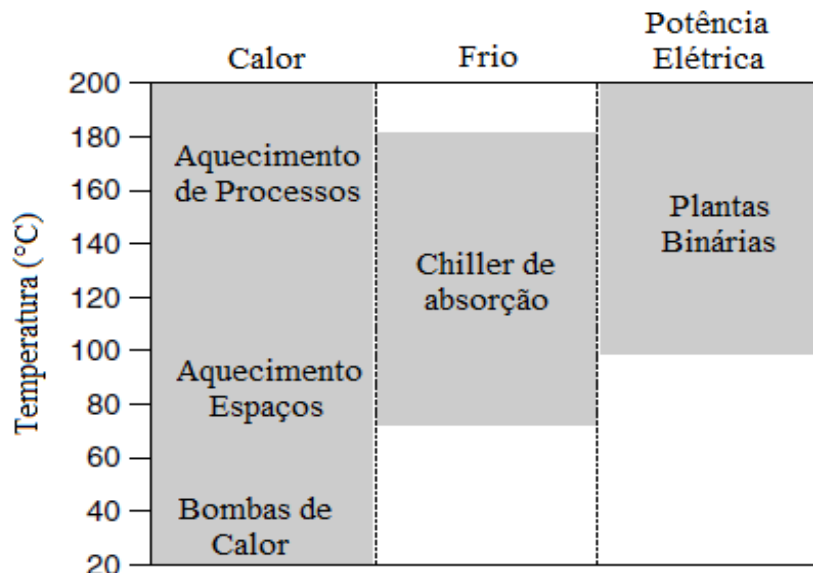 Calor
Frio
Potência
Elétrica
Temperatura (°C)
200
180
160
140
120
100
80
60
40
20
Aquecimento
de Processos
Aquecimento
Espaços
Bombas de
Calor
Chiller de
absorção
Plantas
Binárias